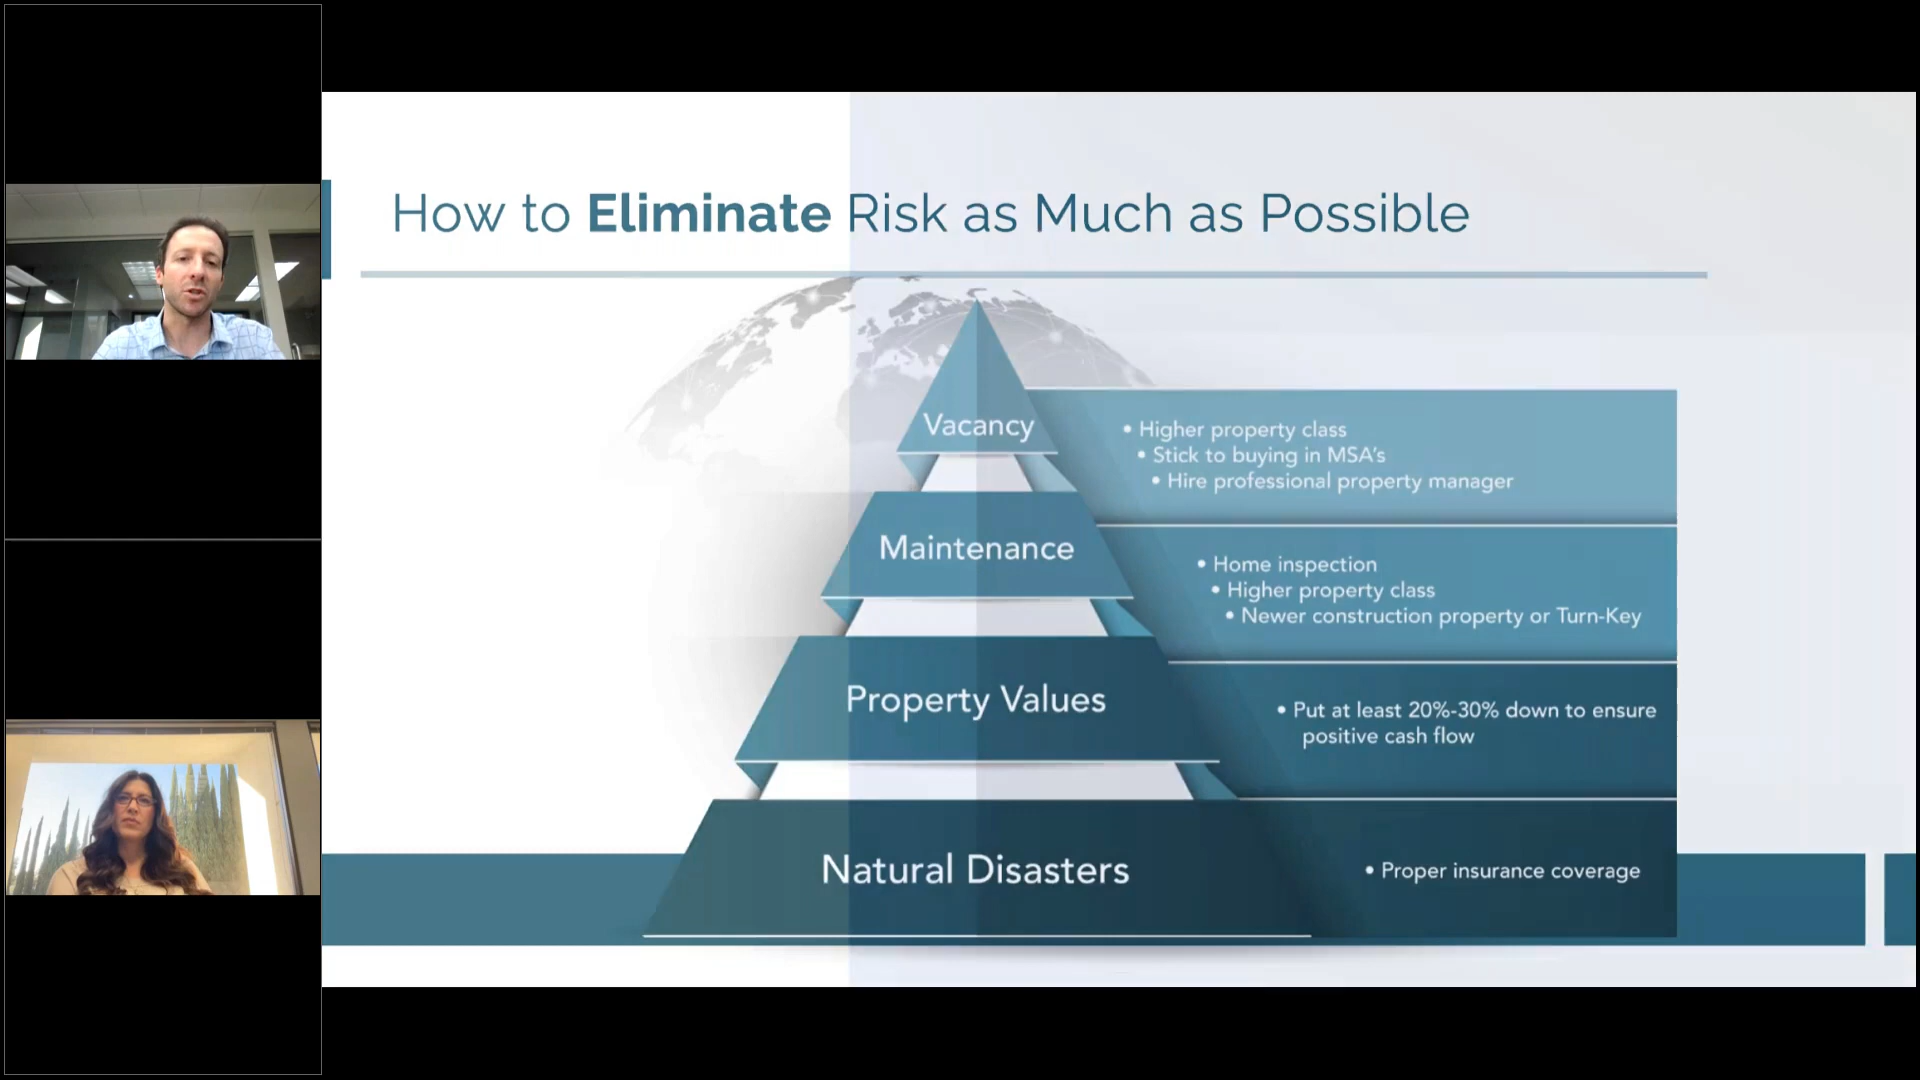 How to Eliminate Risk as Much as Possible
Vacancy
• Higher property class
• Stick to buying in MSA's
• Hire professional property manager
Maintenance
• Home inspection
• Higher property class
• Newer construction property or Turn-Key
Property Values
• Put at least 20%-30% down to ensure
positive cash flow
Natural Disasters
• Proper insurance coverage